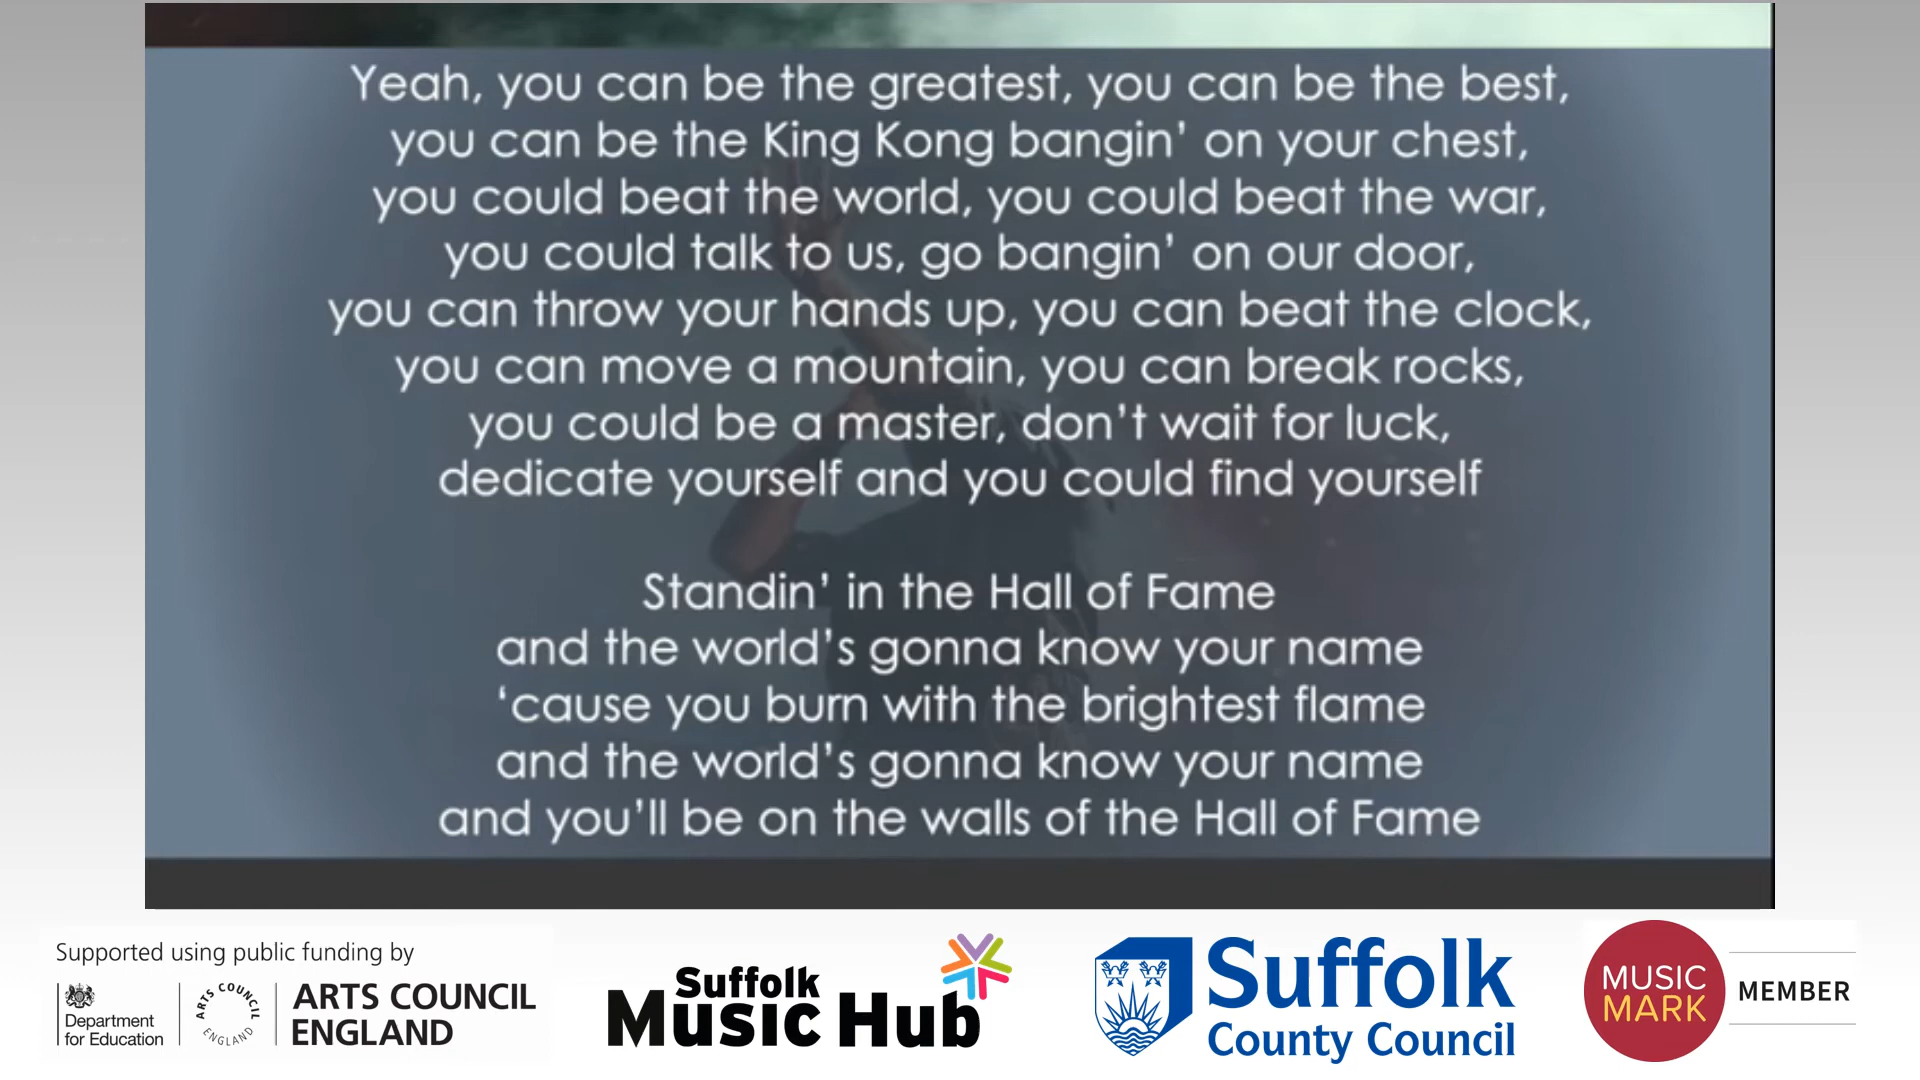 Yeah, you can be the greatest, you can be the best,
you can be the King Kong bangin’ on your chest,
you could beat the world, you could beat the war,
you could talk to us, go bangin’ on our door,
you can throw your hands up, you can beat the clock,
you can move a mountain, you can break rocks,
you could be a master, don’t wait for luck,
dedicate yourself and you could find yourself
Standin’ in the Hall of Fame
and the world’s gonna know your name
‘cause you burn with the brightest flame
and the world’s gonna know your name
and you’ll be on the walls of the Hall of Fame
Supported using public funding by
Department
for Education
ARTS COUNCIL
ENGLAND
ARTS COUNCIL
ENGLAND
Suffolk
Music Hub
Suffolk
County Council
MUSIC
MARK
MEMBER